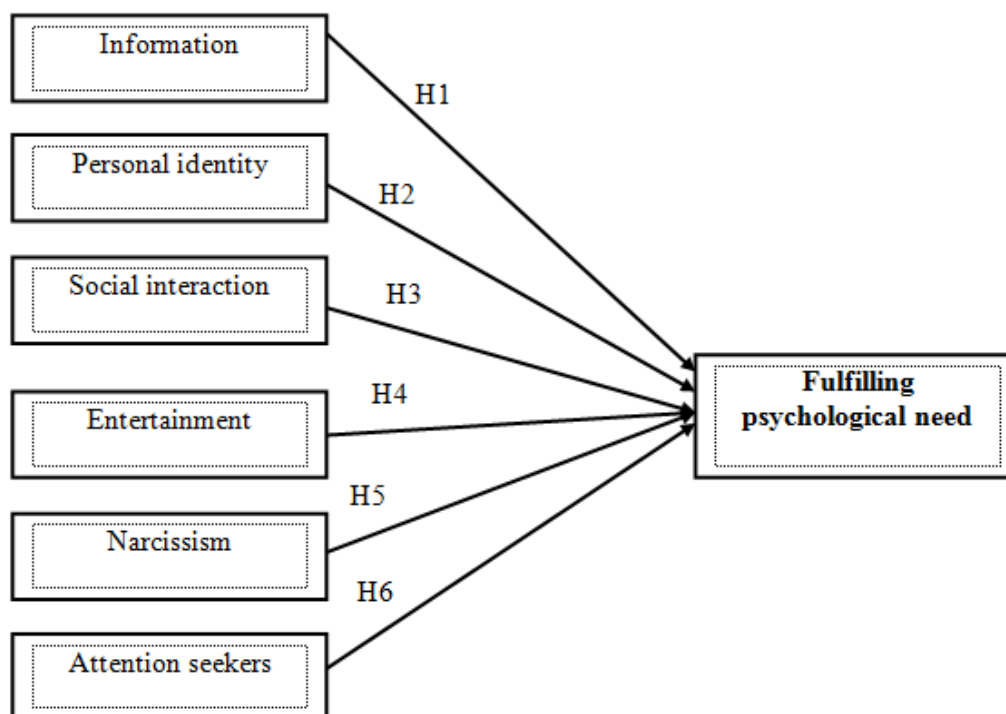 Information
H1
Personal identity
H2
Social interaction
H3
Entertainment
H4
Narcissism
H5
Attention seekers
H6
Fulfilling
psychological need